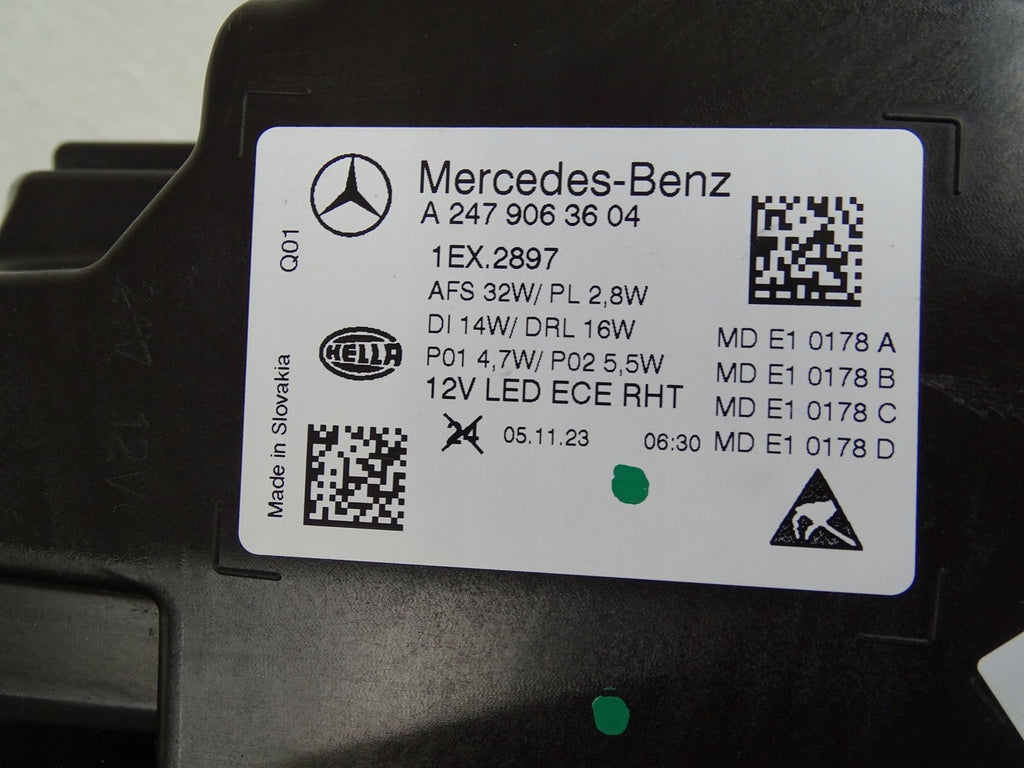 Mercedes-Benz
A 247 906 36 04
1EX.2897
AFS 32W/ PL 2,8W
DI 14W/ DRL 16W
P01 4,7W/ P02 5,5W
12V LED ECE RHT
24 05.11.23 06:30
MD E1 0178 A
MD E1 0178 B
MD E1 0178 C
MD E1 0178 D
Q01
HELLA
Made in Slovakia